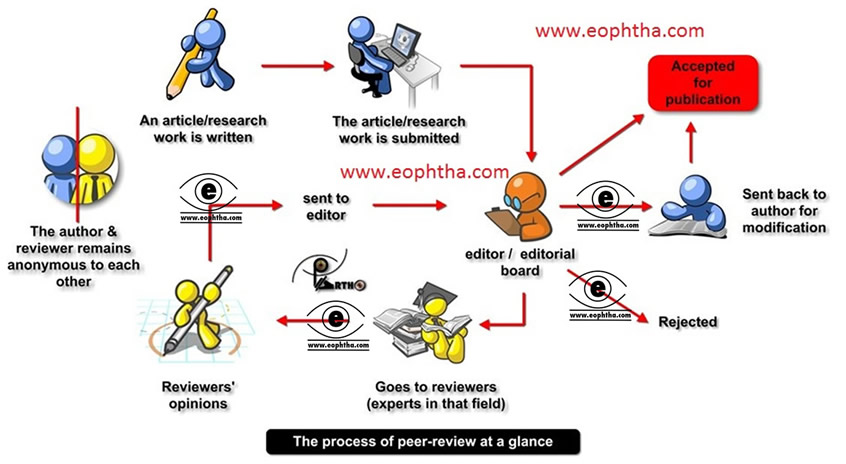 www.eophtha.com
Accepted
for
publication
An article/research
work is written
The article/research
work is submitted
www.eophtha.com
The author &
reviewer remains
anonymous to each
other
e
www.eophtha.com
sent to
editor
editor / editorial
board
e
www.eophtha.com
Sent back to
author for
modification
PARTHO
e
www.eophtha.com
e
www.eophtha.com
Rejected
Reviewers'
opinions
Goes to reviewers
(experts in that field)
The process of peer-review at a glance